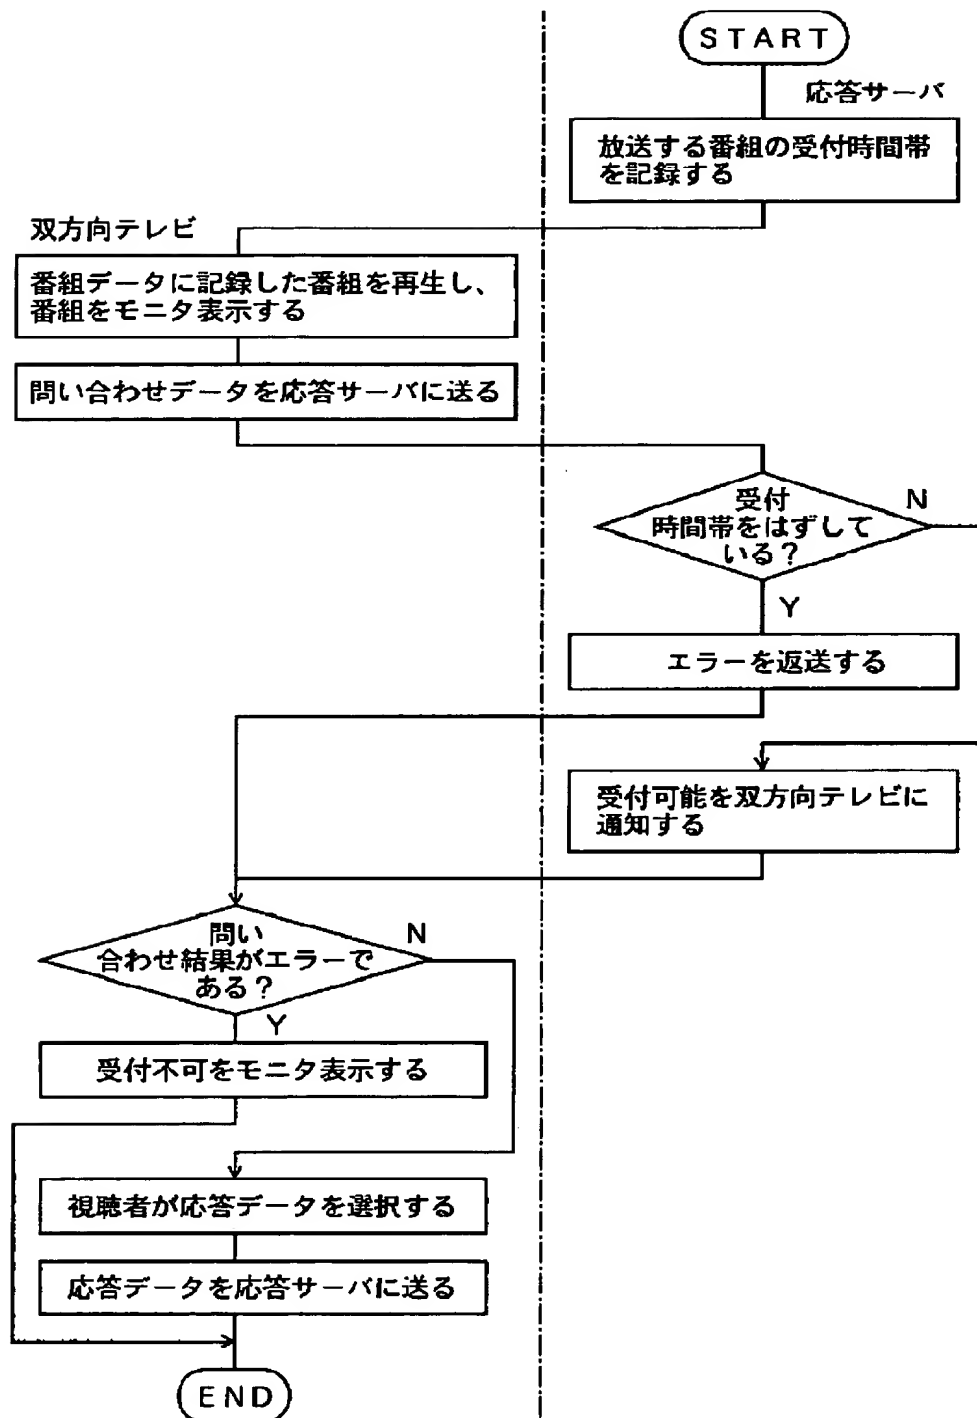 START
応答サーバ
放送する番組の受付時間帯
を記録する
双方向テレビ
番組データに記録した番組を再生し、
番組をモニタ表示する
問い合わせデータを応答サーバに送る
受付
時間帯をはずして
いる?
N
Y
エラーを返送する
受付可能を双方向テレビに
通知する
問い
合わせ結果がエラーで
ある?
N
Y
受付不可をモニタ表示する
視聴者が応答データを選択する
応答データを応答サーバに送る
END